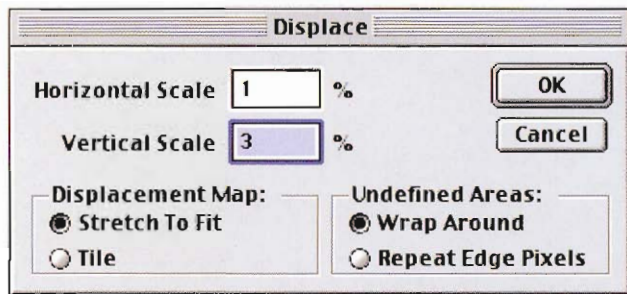 Displace
Horizontal Scale 1 % OK
Vertical Scale 3 % Cancel
Displacement Map: Undefined Areas:
Stretch To Fit Wrap Around
Tile Repeat Edge Pixels